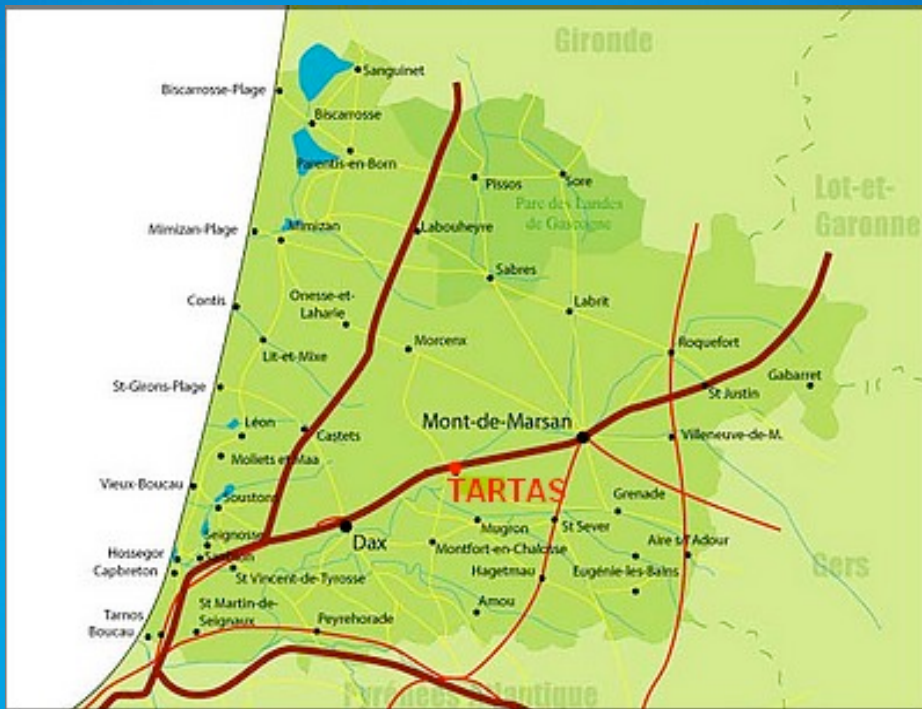 Gironde
Sanguinet
Biscarrosse-Plage
Biscarrosse
Parentis-en-Born
Pissos
Sore
Lot-et-
Garonne
Parc des Landes
de Gascogne
Mimizan-Plage
Mimizan
Labouheyre
Sabres
Contis
Onesse-et-
Laharie
Labrit
Lit-et-Mixe
Morcenx
Roquefort
Gabarret
St-Girons-Plage
St Justin
Léon
Castets
Mont-de-Marsan
Villeneuve-de-M.
Moliets et Maa
Vieux-Boucau
Soustons
TARTAS
Grenade
Seignosse
Dax
Mugron
St Sever
Aire s/l'Adour
Hossegor
Saubion
Montfort-en-Chalosse
Capbreton
St Vincent-de-Tyrosse
Hagetmau
Eugénie-les-Bains
Gers
Tarnos
St Martin-de-
Seignaux
Peyrehorade
Amou
Boucau
Pyrénées Atlantique